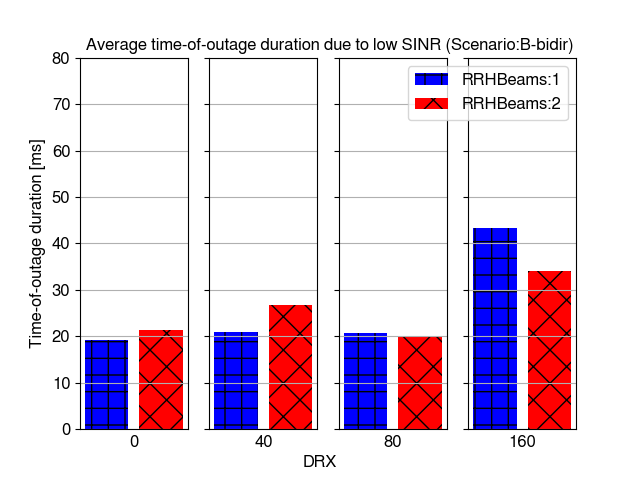 Average time-of-outage duration due to low SINR (Scenario:B-bidir)
RRHBeams:1
RRHBeams:2
Time-of-outage duration [ms]
80
70
60
50
40
30
20
10
0
0
40
80
160
DRX